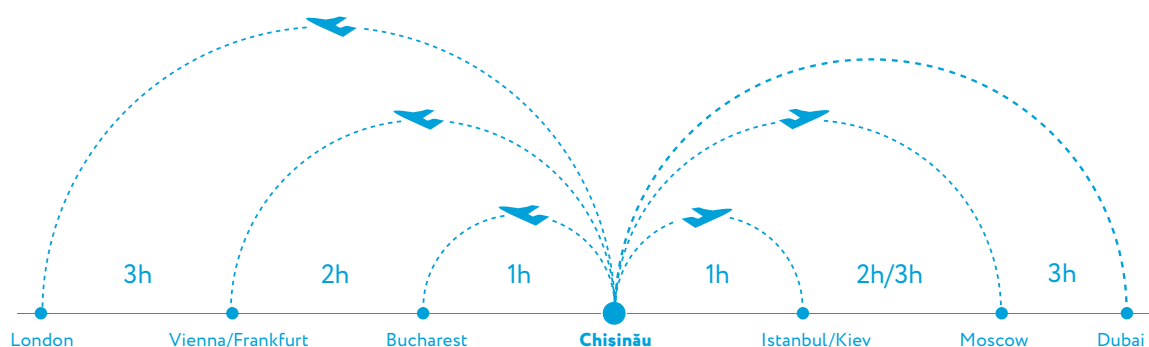 3h 2h 1h 1h 2h/3h 3h
London Vienna/Frankfurt Bucharest Chișinău Istanbul/Kiev Moscow Dubai